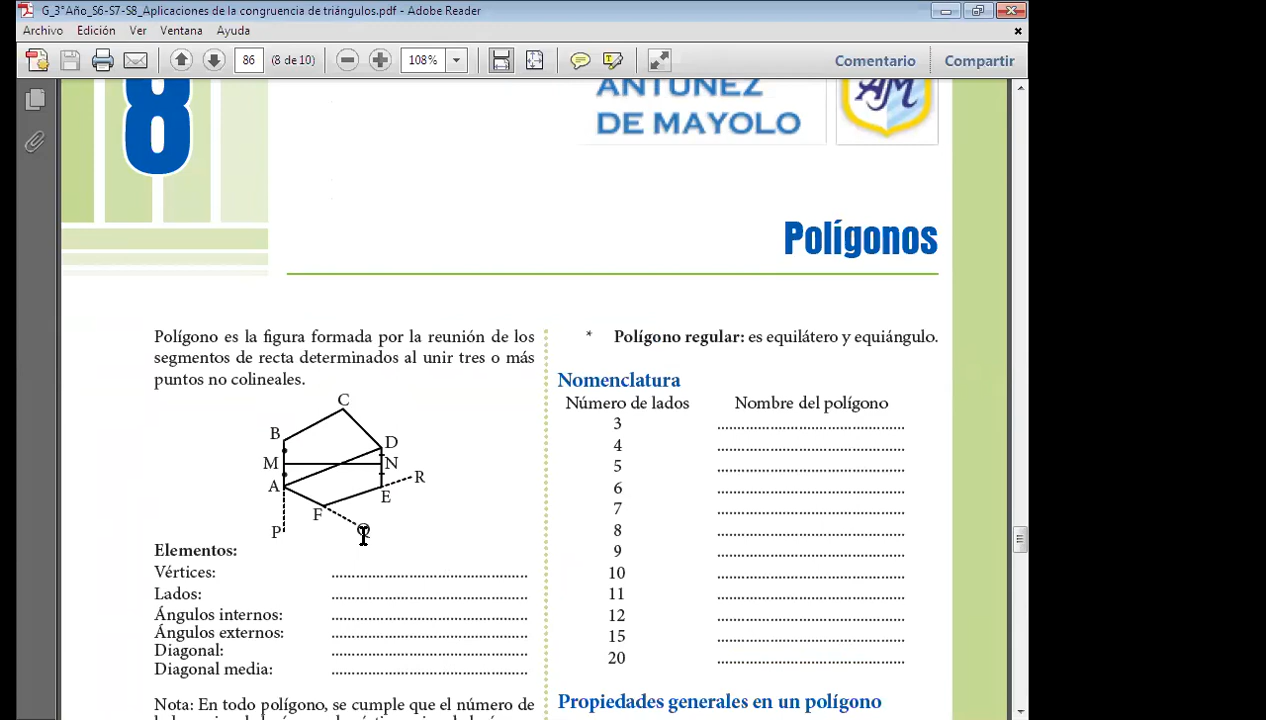 G_3°Año_S6-S7-S8_Aplicaciones de la congruencia de triángulos.pdf - Adobe Reader
Archivo Edición Ver Ventana Ayuda
86 (8 de 10) 108% Comentario Compartir
8
ANTÚNEZ
DE MAYOLO
AM
Polígonos
Polígono es la figura formada por la reunión de los
segmentos de recta determinados al unir tres o más
puntos no colineales.
C
B
D
M
N
A
R
E
F
P
Elementos:
Vértices: .................................................
Lados: .................................................
Ángulos internos: .................................................
Ángulos externos: .................................................
Diagonal: .................................................
Diagonal media: .................................................
Nota: En todo polígono, se cumple que el número de
* Polígono regular: es equilátero y equiángulo.
Nomenclatura
Número de lados Nombre del polígono
3 ..............................................
4 ..............................................
5 ..............................................
6 ..............................................
7 ..............................................
8 ..............................................
9 ..............................................
10 ..............................................
11 ..............................................
12 ..............................................
15 ..............................................
20 ..............................................
Propiedades generales en un polígono